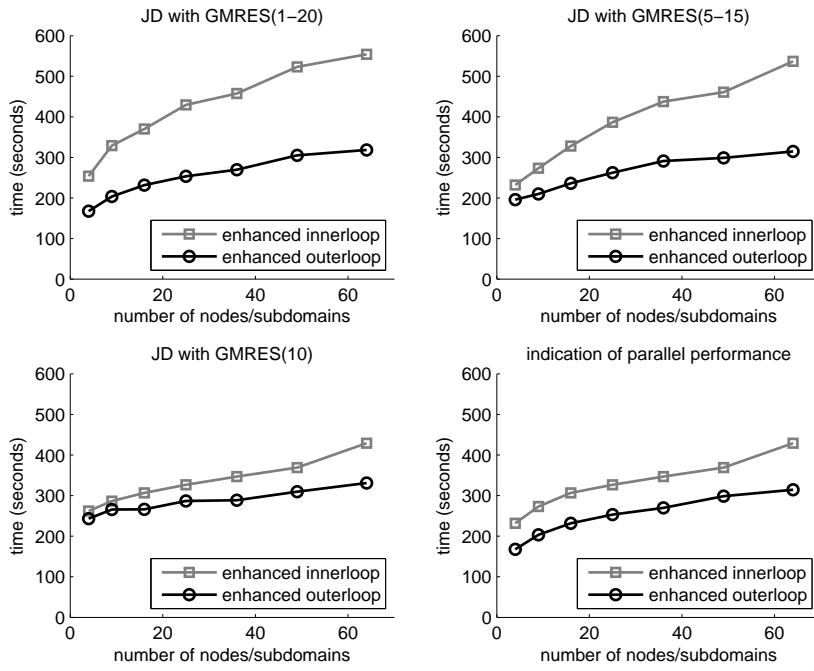 JD with GMRES(1−20)
600
500
400
300
200
100
0
time (seconds)
enhanced innerloop
enhanced outerloop
0 20 40 60
number of nodes/subdomains
JD with GMRES(5−15)
600
500
400
300
200
100
0
time (seconds)
enhanced innerloop
enhanced outerloop
0 20 40 60
number of nodes/subdomains
JD with GMRES(10)
600
500
400
300
200
100
0
time (seconds)
enhanced innerloop
enhanced outerloop
0 20 40 60
number of nodes/subdomains
indication of parallel performance
600
500
400
300
200
100
0
time (seconds)
enhanced innerloop
enhanced outerloop
0 20 40 60
number of nodes/subdomains